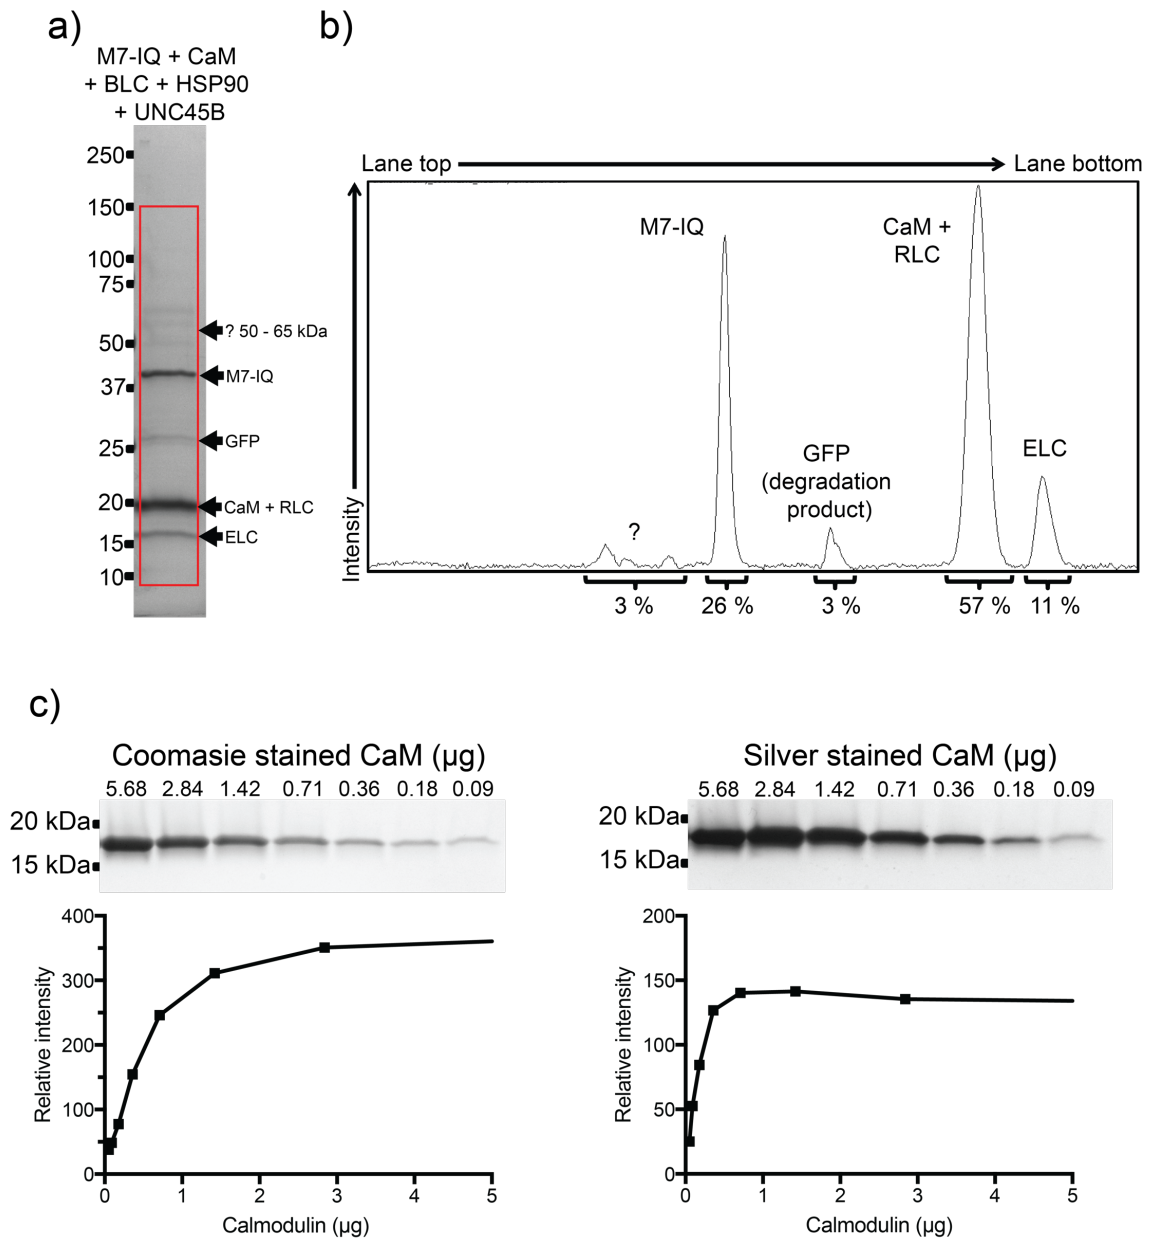 a)
M7-IQ + CaM
+ BLC + HSP90
+ UNC45B
250
150
100
75
50
37
25
20
15
10
? 50 - 65 kDa
M7-IQ
GFP
CaM + RLC
ELC
b)
Lane top
Lane bottom
Intensity
M7-IQ
CaM +
RLC
GFP
(degradation
product)
ELC
?
3 %
26 %
3 %
57 %
11 %
c)
Coomasie stained CaM (µg)
5.68 2.84 1.42 0.71 0.36 0.18 0.09
20 kDa
15 kDa
400
300
200
100
0
Relative intensity
0 1 2 3 4 5
Calmodulin (µg)
Silver stained CaM (µg)
5.68 2.84 1.42 0.71 0.36 0.18 0.09
20 kDa
15 kDa
200
150
100
50
0
Relative intensity
0 1 2 3 4 5
Calmodulin (µg)